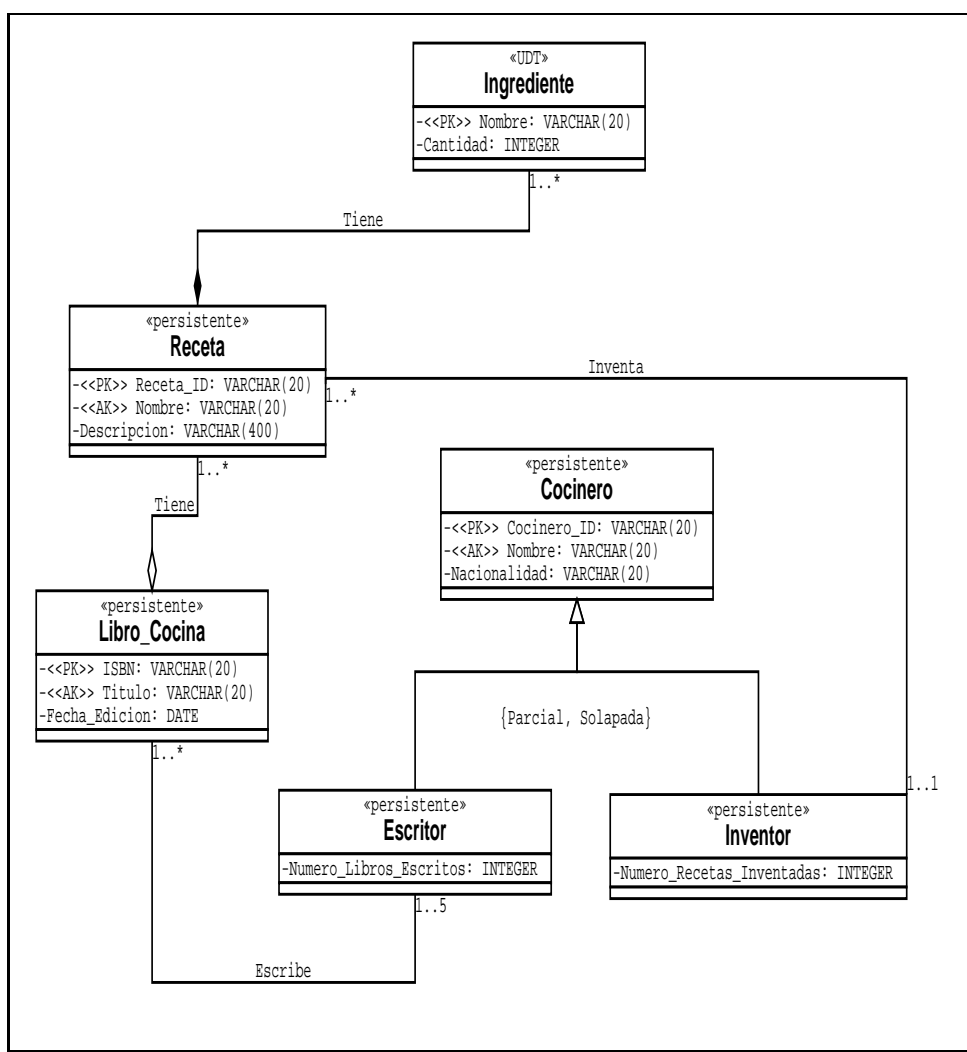 «UDT»
Ingrediente
-<<PK>> Nombre: VARCHAR(20)
-Cantidad: INTEGER
1..*
Tiene
«persistente»
Receta
-<<PK>> Receta_ID: VARCHAR(20)
-<<AK>> Nombre: VARCHAR(20)
-Descripcion: VARCHAR(400)
Inventa
1..*
1..*
Tiene
«persistente»
Cocinero
-<<PK>> Cocinero_ID: VARCHAR(20)
-<<AK>> Nombre: VARCHAR(20)
-Nacionalidad: VARCHAR(20)
«persistente»
Libro_Cocina
-<<PK>> ISBN: VARCHAR(20)
-<<AK>> Titulo: VARCHAR(20)
-Fecha_Edicion: DATE
1..*
{Parcial, Solapada}
1..1
«persistente»
Escritor
-Numero_Libros_Escritos: INTEGER
1..5
«persistente»
Inventor
-Numero_Recetas_Inventadas: INTEGER
Escribe